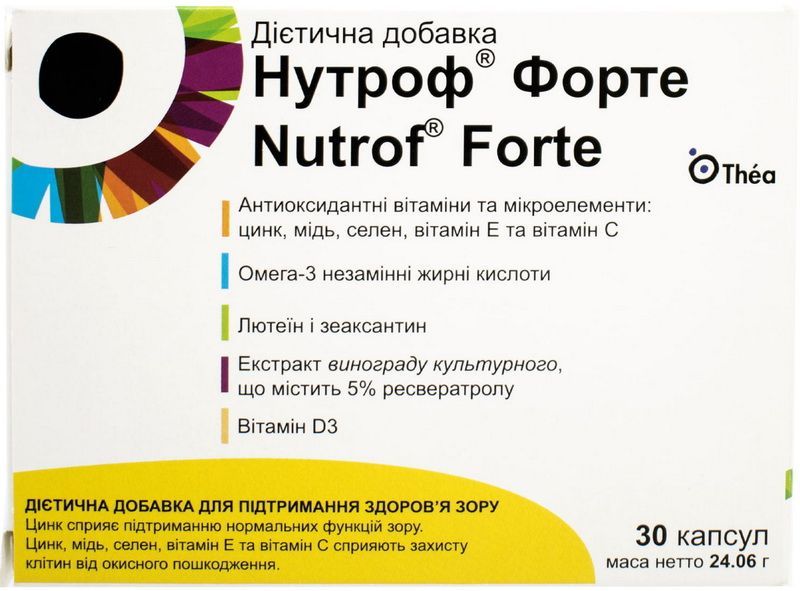 Дієтична добавка
Нутроф® Форте
Nutrof® Forte
Théa
Антиоксидантні вітаміни та мікроелементи:
цинк, мідь, селен, вітамін Е та вітамін С
Омега-3 незамінні жирні кислоти
Лютеїн і зеаксантин
Екстракт винограду культурного,
що містить 5% ресвератролу
Вітамін D3
ДІЄТИЧНА ДОБАВКА ДЛЯ ПІДТРИМАННЯ ЗДОРОВ'Я ЗОРУ
Цинк сприяє підтриманню нормальних функцій зору.
Цинк, мідь, селен, вітамін Е та вітамін С сприяють захисту
клітин від окисного пошкодження.
30 капсул
маса нетто 24.06 г